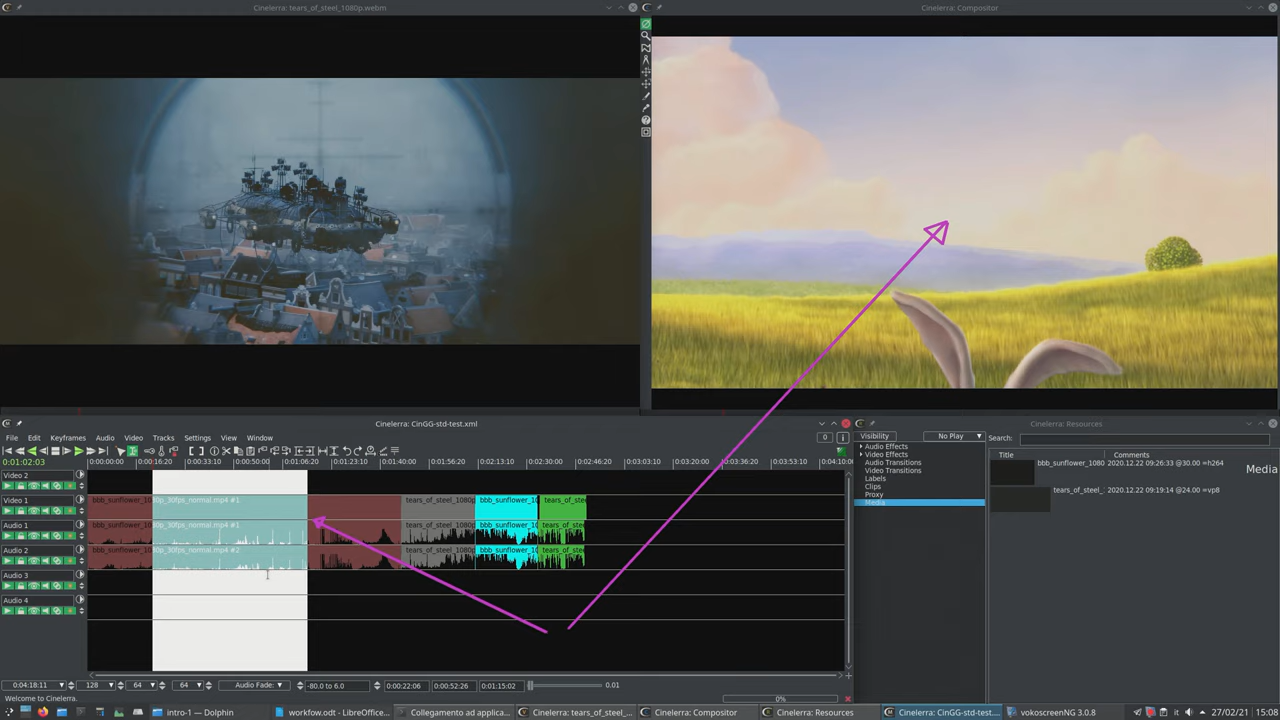 Cinelerra: tears_of_steel_1080p.webm
Cinelerra: Compositor
Cinelerra: CinGG-std-test.xml
File Edit Keyframes Audio Video Tracks Settings View Window
0
0:01:02:03
0:00:00:00 0:00:16:20 0:00:33:10 0:00:50:00 0:01:06:20 0:01:23:10 0:01:40:00 0:01:56:20 0:02:13:10 0:02:30:00 0:02:46:20 0:03:03:10 0:03:20:00 0:03:36:20 0:03:53:10 0:04:10
Video 2
Video 1
bbb_sunflower_10 30p_30fps_normal.mp4 #1 tears_of_steel_1080p bbb_sunflower_10 tears_of_stee
Audio 1
bbb_sunflower_10 30p_30fps_normal.mp4 #1 tears_of_steel_1080p bbb_sunflower_10 tears_of_stee
Audio 2
bbb_sunflower_10 30p_30fps_normal.mp4 #2 tears_of_steel_1080p bbb_sunflower_10 tears_of_stee
Audio 3
Audio 4
0:04:18:11 128 64 64 Audio Fade: -80.0 to 6.0 0:00:22:06 0:00:52:26 0:01:15:02 0.01
Welcome to Cinelerra.
0%
Cinelerra: Resources
Visibility No Play Search:
Audio Effects
Video Effects
Audio Transitions
Video Transitions
Labels
Clips
Proxy
Media
Title Comments
bbb_sunflower_1080 2020.12.22 09:26:33 @30.00 =h264
Media
tears_of_steel_: 2020.12.22 09:19:14 @24.00 =vp8
intro-1 — Dolphin
workfow.odt - LibreOffice...
Collegamento ad applica...
Cinelerra: tears_of_steel_...
Cinelerra: Compositor
Cinelerra: Resources
Cinelerra: CinGG-std-test....
vokoscreenNG 3.0.8
it
27/02/21
15:08